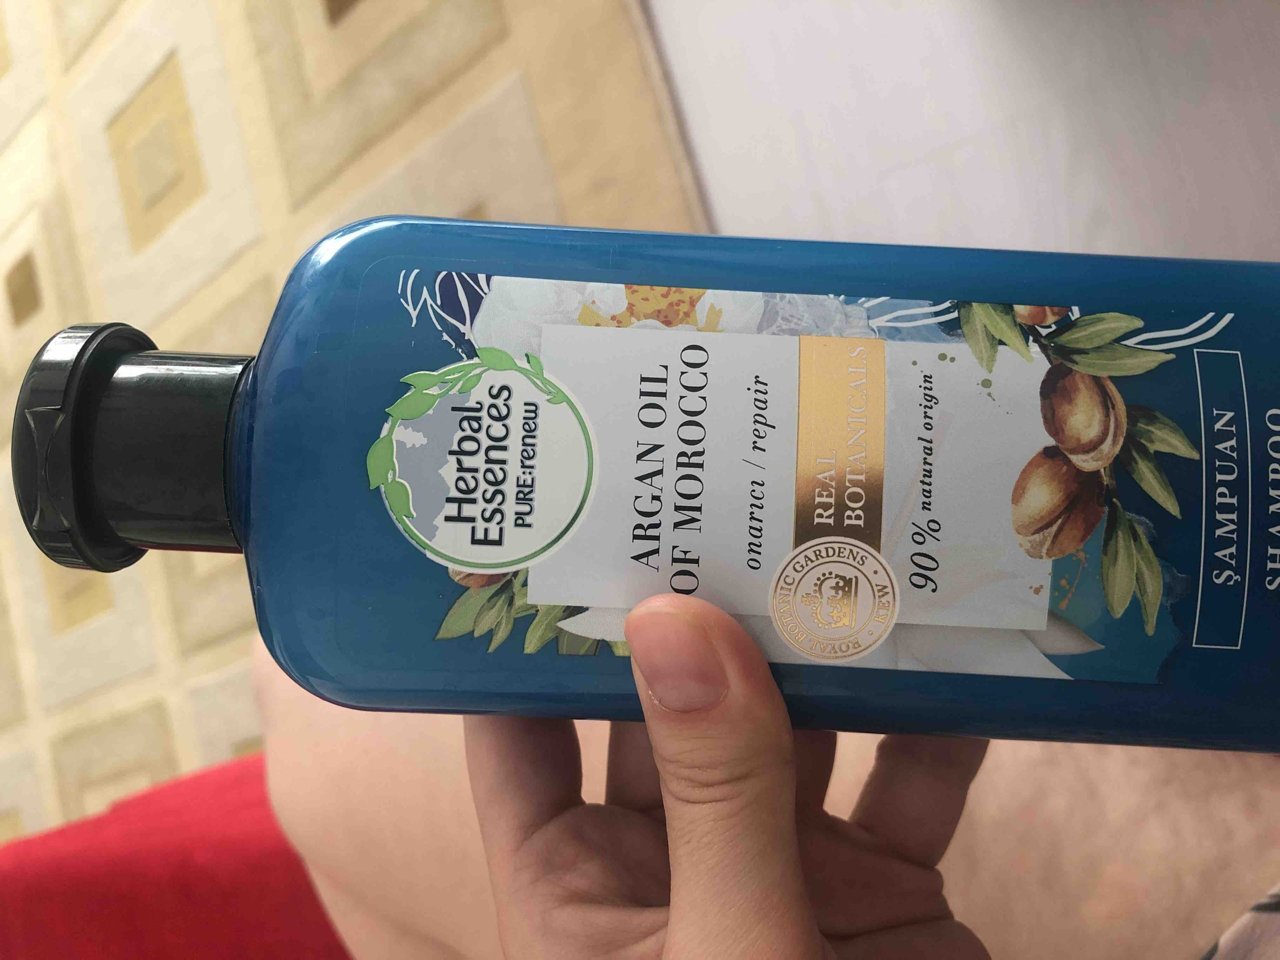 Herbal
Essences
PURE:renew
ARGAN OIL
OF MOROCCO
onarıcı / repair
REAL
BOTANICALS
ROYAL BOTANIC GARDENS • KEW •
90% natural origin*
ŞAMPUAN
SHAMPOO